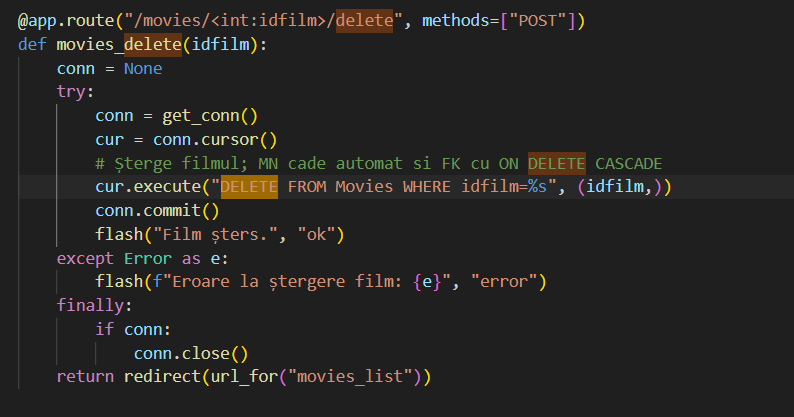 @app.route("/movies/<int:idfilm>/delete", methods=["POST"])
def movies_delete(idfilm):
    conn = None
    try:
        conn = get_conn()
        cur = conn.cursor()
        # Șterge filmul; MN cade automat si FK cu ON DELETE CASCADE
        cur.execute("DELETE FROM Movies WHERE idfilm=%s", (idfilm,))
        conn.commit()
        flash("Film șters.", "ok")
    except Error as e:
        flash(f"Eroare la ștergere film: {e}", "error")
    finally:
        if conn:
            conn.close()
    return redirect(url_for("movies_list"))